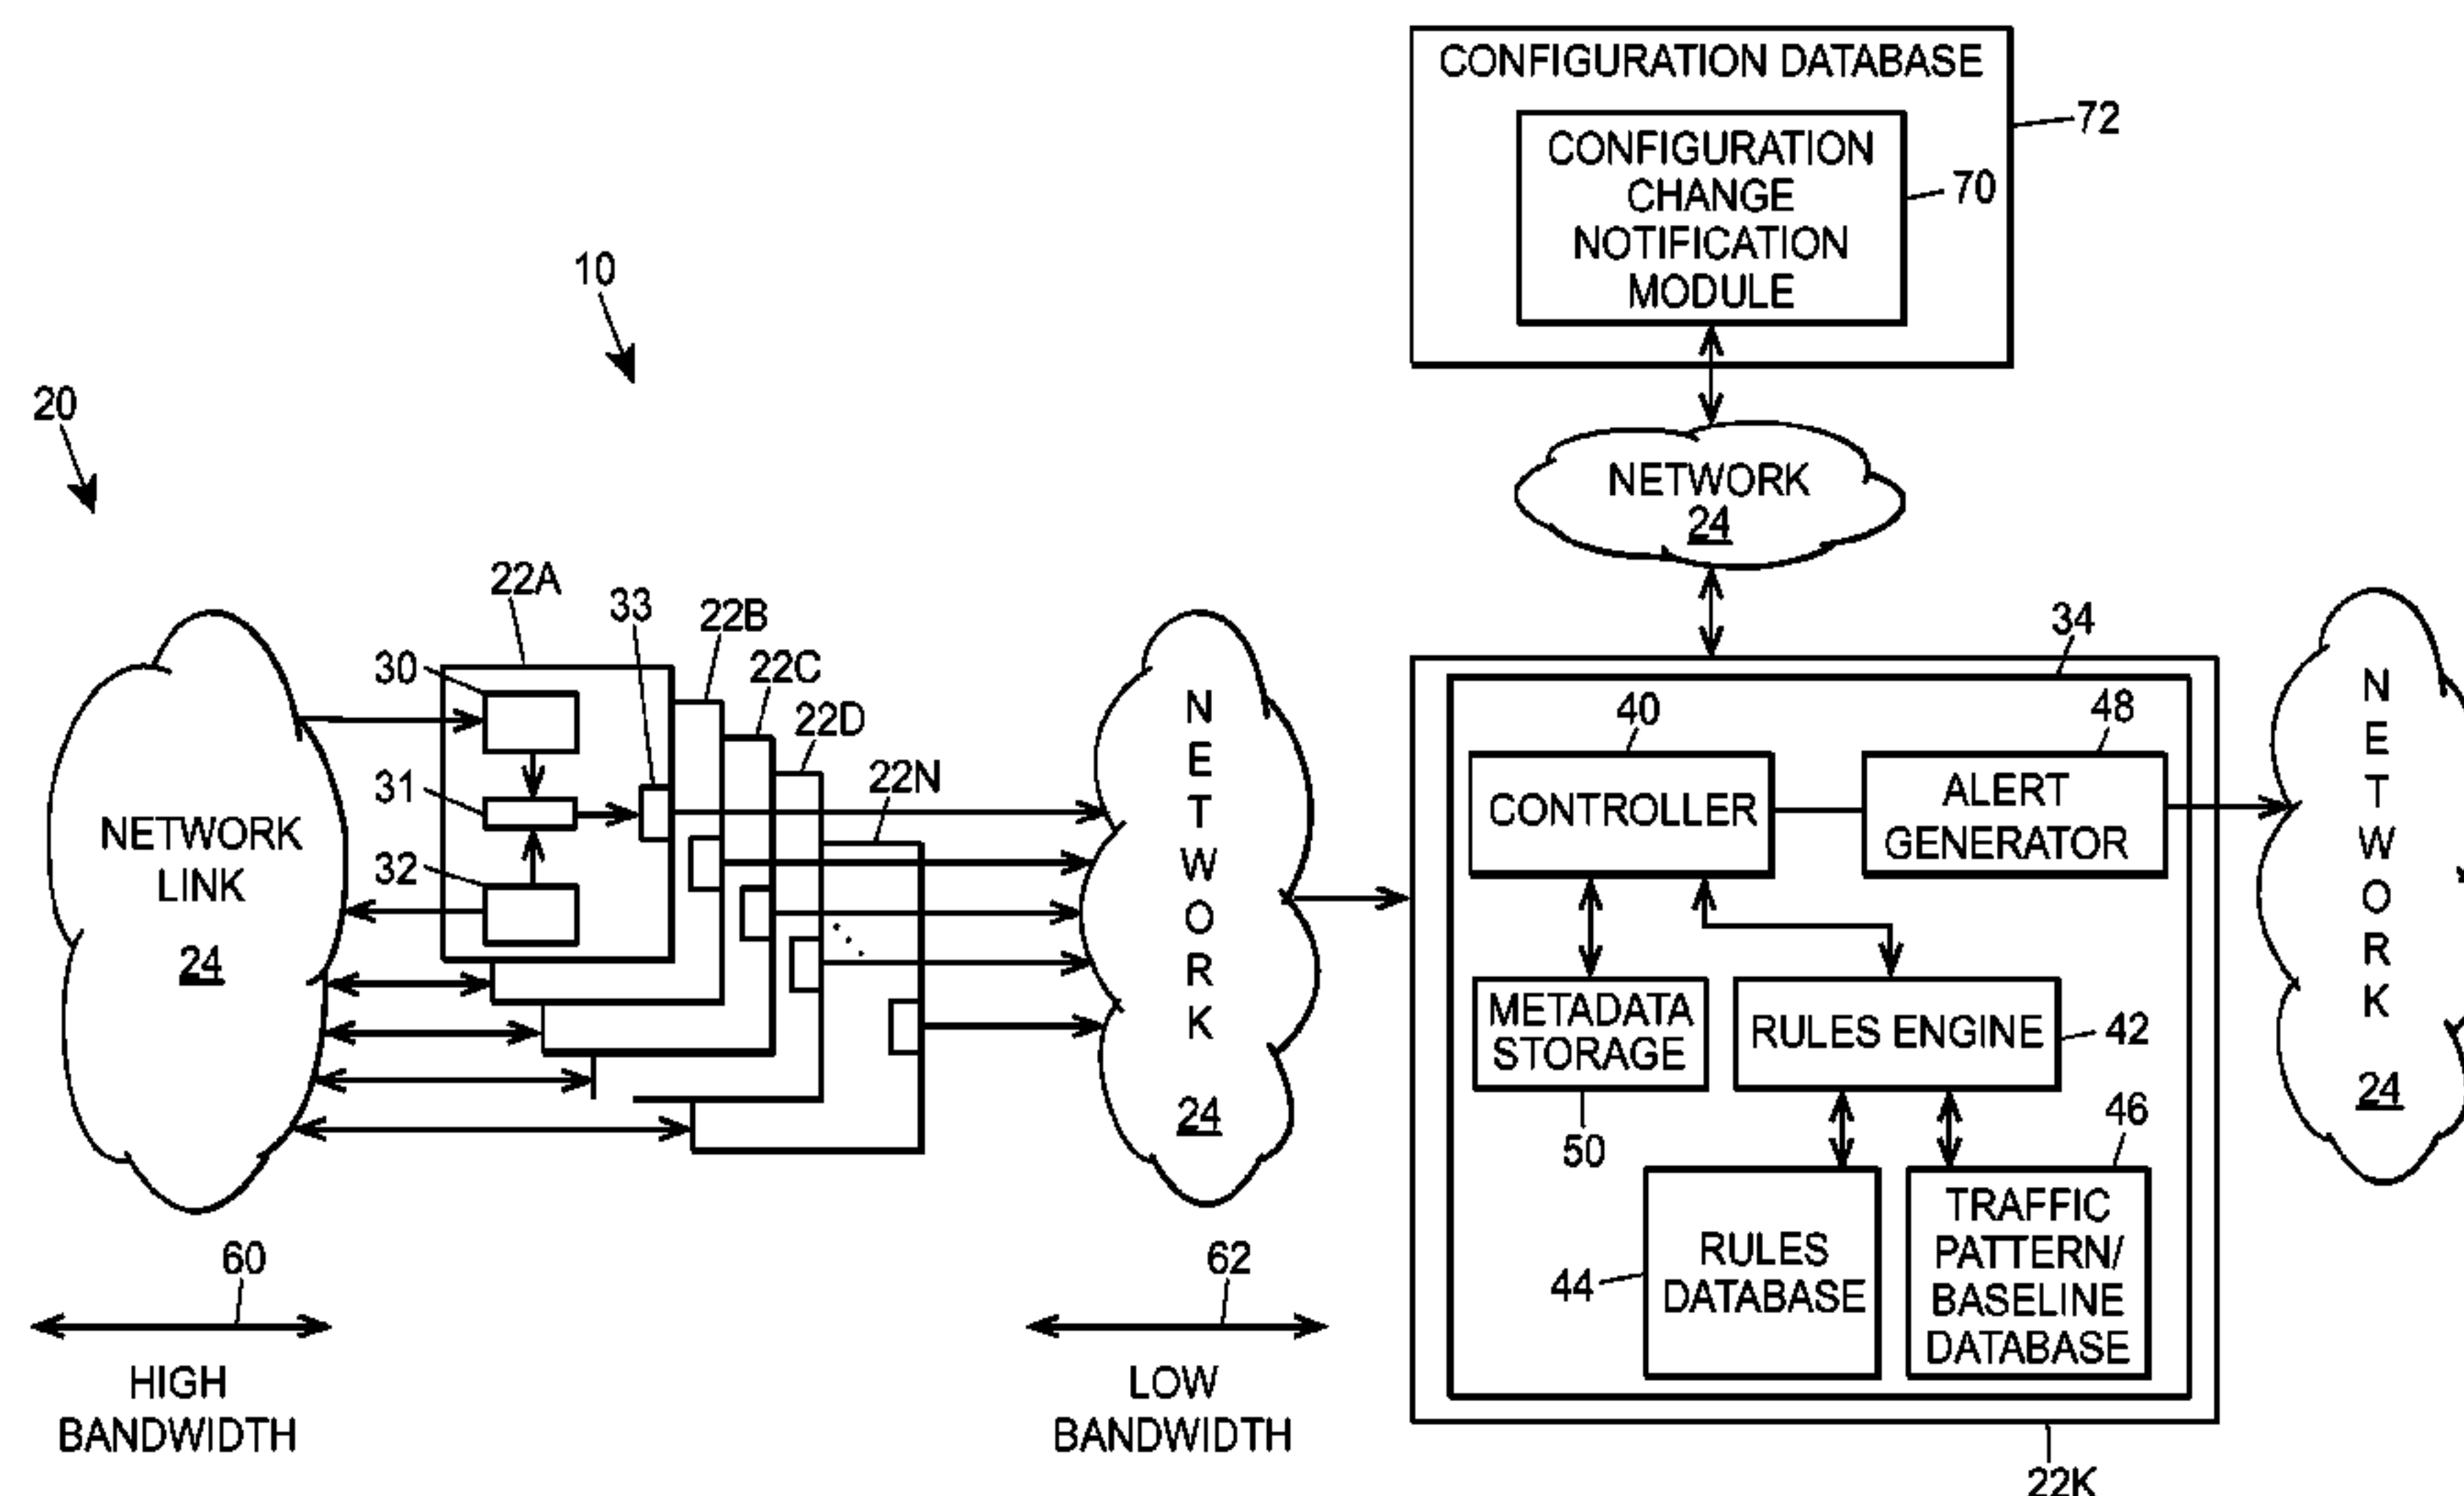 CONFIGURATION DATABASE
72
CONFIGURATION
CHANGE
NOTIFICATION
MODULE
70
10
20
NETWORK
24
22A
33
22B
22C
22D
22N
30
31
32
NETWORK
LINK
24
NETWORK
24
34
40
48
CONTROLLER
ALERT
GENERATOR
METADATA
STORAGE
50
RULES ENGINE
42
46
44
RULES
DATABASE
TRAFFIC
PATTERN/
BASELINE
DATABASE
22K
NETWORK
24
60
HIGH
BANDWIDTH
62
LOW
BANDWIDTH